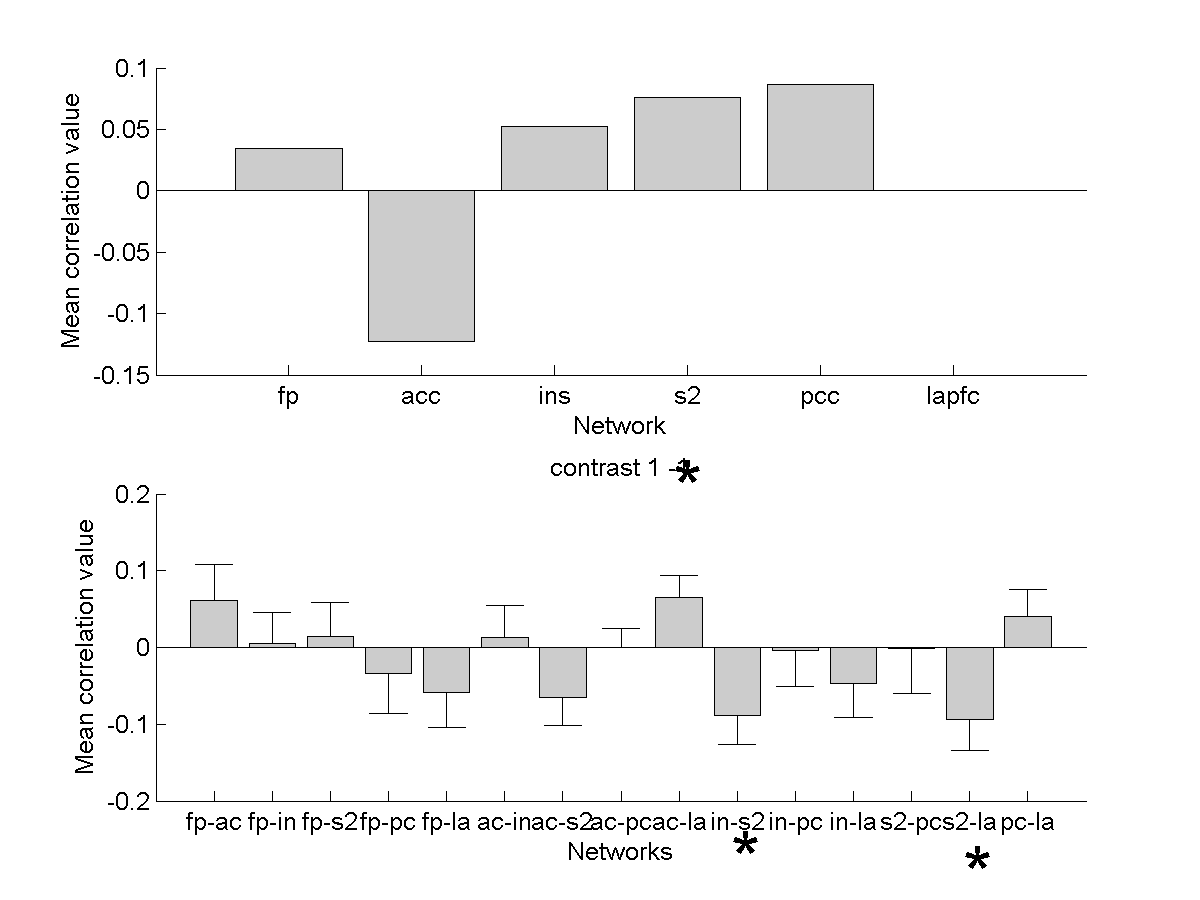 0.1
0.05
0
-0.05
-0.1
-0.15
Mean correlation value
fp acc ins s2 pcc lapfc
Network
contrast 1 -1
*
0.2
0.1
0
-0.1
-0.2
Mean correlation value
fp-ac fp-in fp-s2 fp-pc fp-la ac-in ac-s2 ac-pc ac-la in-s2 in-pc in-la s2-pc s2-la pc-la
* *
Networks